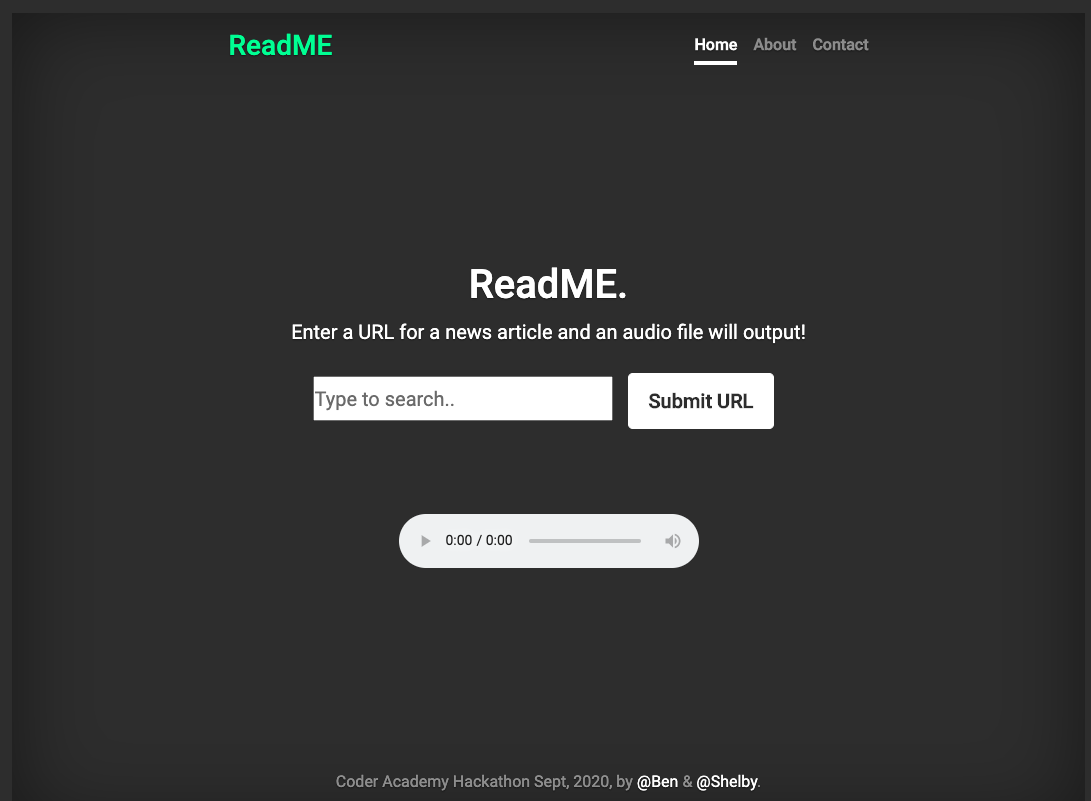 ReadME
Home About Contact
ReadME.
Enter a URL for a news article and an audio file will output!
Type to search..
Submit URL
0:00 / 0:00
Coder Academy Hackathon Sept, 2020, by @Ben & @Shelby.